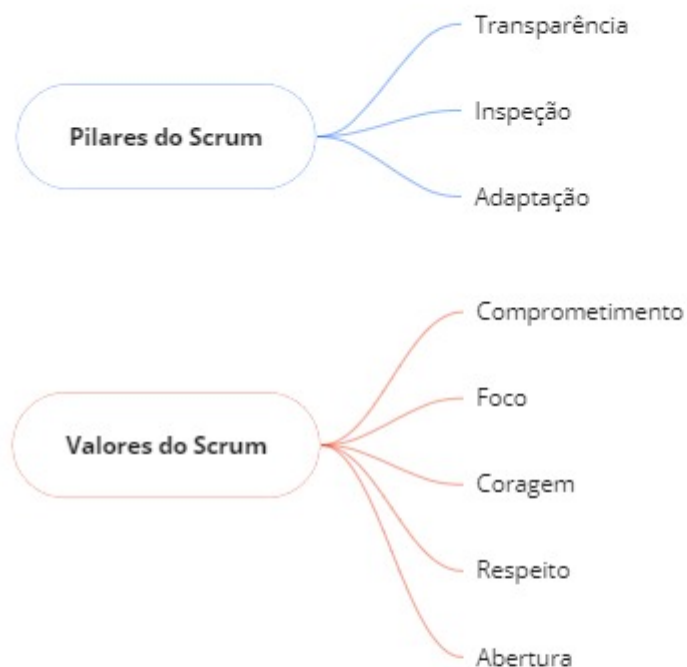 Pilares do Scrum
Transparência
Inspeção
Adaptação
Valores do Scrum
Comprometimento
Foco
Coragem
Respeito
Abertura